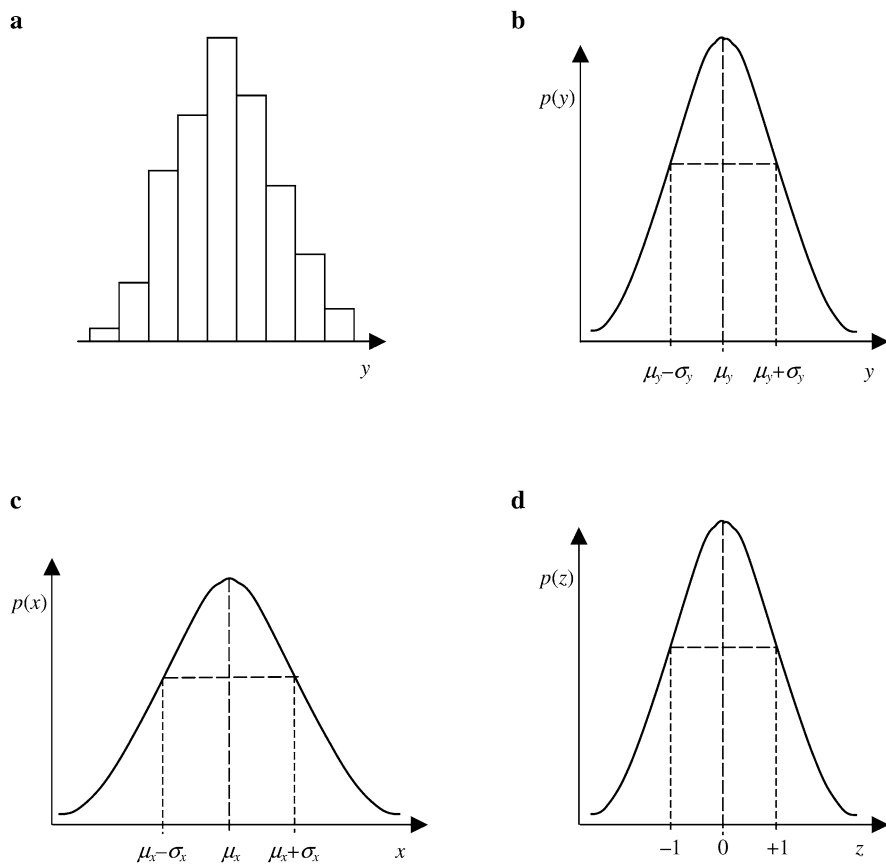 a
y
b
p(y)
μy−σy μy μy+σy y
c
p(x)
μx−σx μx μx+σx x
d
p(z)
−1 0 +1 z